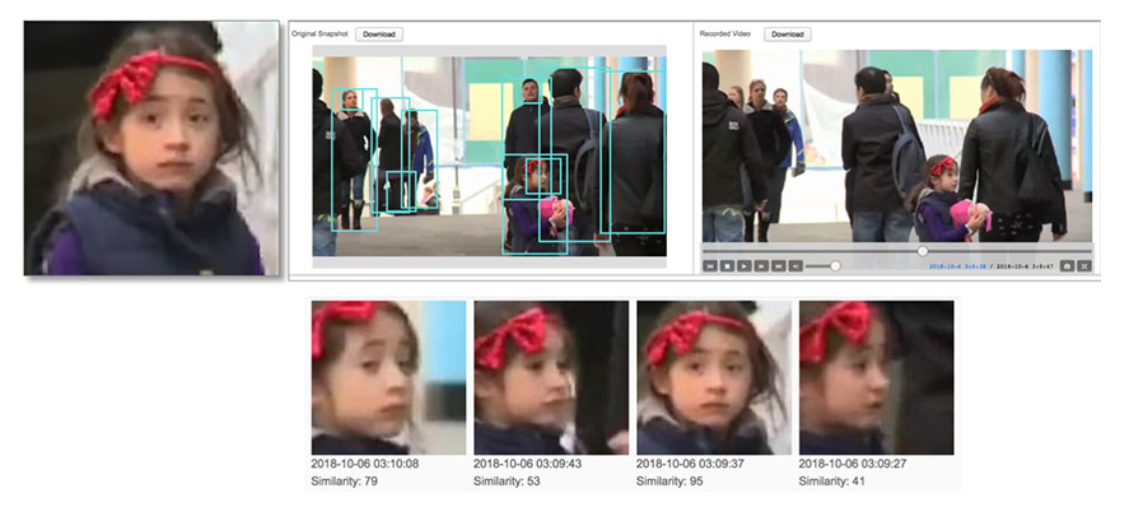 Original Snapshot Download
Recorded Video Download
2018-10-06 03:10:08
Similarity: 79
2018-10-06 03:09:43
Similarity: 53
2018-10-06 03:09:37
Similarity: 95
2018-10-06 03:09:27
Similarity: 41